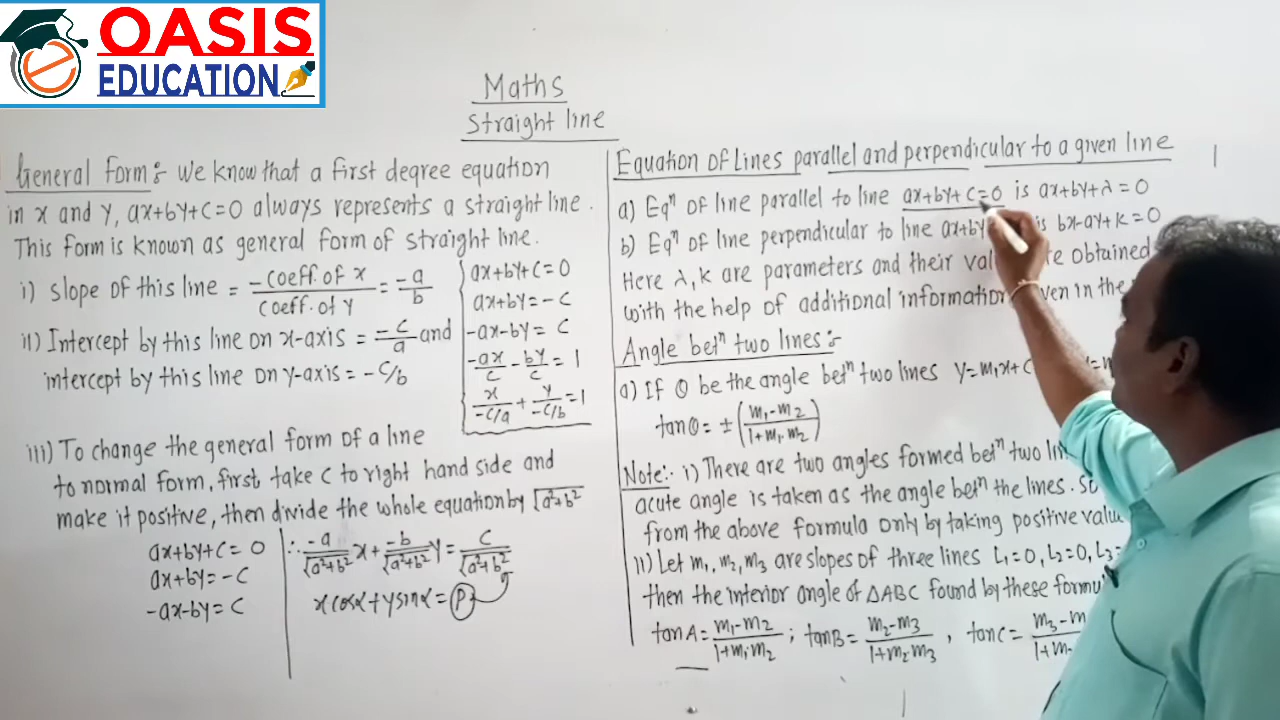 OASIS
EDUCATION
Maths
Straight line
General Form:- We know that a first degree equation
in x and y, ax+by+c=0 always represents a straight line.
This form is known as general form of straight line.
i) slope of this line = -coeff. of x / coeff. of y = -a/b
ii) Intercept by this line on x-axis = -c/a and
intercept by this line on y-axis = -c/b
ax+by+c=0
ax+by=-c
-ax-by=c
-ax/c - by/c = 1
x/-c/a + y/-c/b = 1
iii) To change the general form of a line
to normal form, first take c to right hand side and
make it positive, then divide the whole equation by √a²+b²
ax+by+c=0
ax+by=-c
-ax-by=c
∴ -a/√a²+b² x + -b/√a²+b² y = c/√a²+b²
x cosα + y sinα = P
Equation of Lines parallel and perpendicular to a given line
a) Eqⁿ of line parallel to line ax+by+c=0 is ax+by+λ=0
b) Eqⁿ of line perpendicular to line ax+by is bx-ay+k=0
Here λ, k are parameters and their obtained
with the help of additional information in the
Angle betⁿ two lines:-
a) If θ be the angle betⁿ two lines y=m₁x+c
tanθ = ± (m₁-m₂ / 1+m₁.m₂)
Note:- i) There are two angles formed betⁿ two
acute angle is taken as the angle betⁿ the lines. So
from the above formula only by taking positive
ii) Let m₁, m₂, m₃ are slopes of three lines L₁=0, L₂=0, L₃=
then the interior angle of △ABC found by these
tanA = m₁-m₂ / 1+m₁m₂ ; tanB = m₂-m₃ / 1+m₂.m₃ , tanC = m₃-m / 1+m